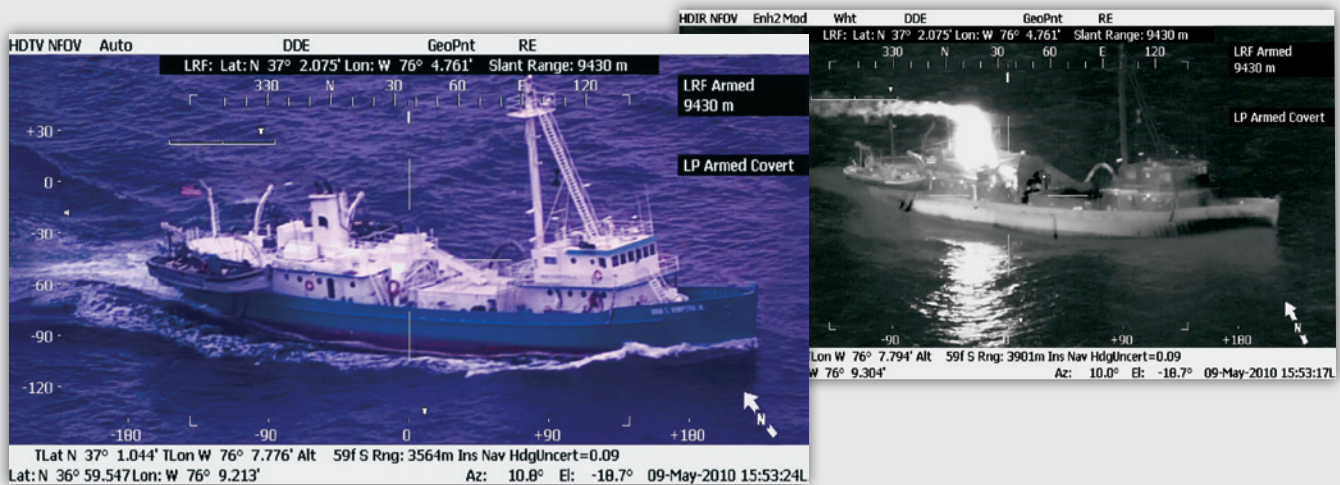 HDTV NFOV Auto DDE GeoPnt RE
LRF: Lat: N 37° 2.075' Lon: W 76° 4.761' Slant Range: 9430 m
330 N 30 60 E 120
LRF Armed
9430 m
LP Armed Covert
+30
0
-30
-60
-90
-120
-180 -90 0 +90 +180
N
TLat N 37° 1.044' TLon W 76° 7.776' Alt 59f S Rng: 3564m Ins Nav HdgUncert=0.09
Lat: N 36° 59.547 Lon: W 76° 9.213' Az: 10.8° El: -18.7° 09-May-2010 15:53:24L
HDIR NFOV Enh2 Mod Wht DDE GeoPnt RE
LRF: Lat: N 37° 2.075' Lon: W 76° 4.761' Slant Range: 9430 m
330 N 30 60 E 120
LRF Armed
9430 m
LP Armed Covert
-90 0 +90 +180
N
TLon W 76° 7.794' Alt 59f S Rng: 3901m Ins Nav HdgUncert=0.09
W 76° 9.304' Az: 10.0° El: -18.7° 09-May-2010 15:53:17L